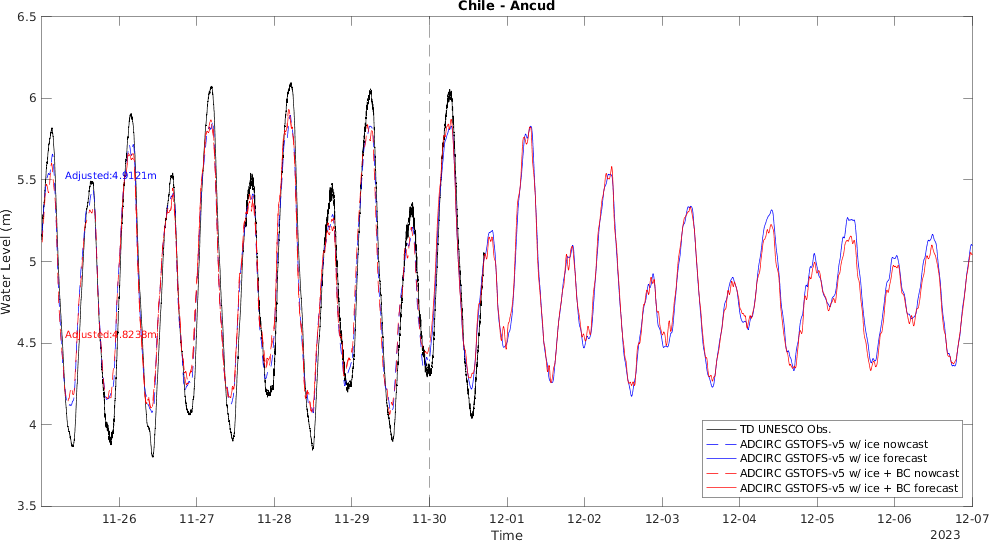 Chile - Ancud
6.5
6
5.5
5
4.5
4
3.5
Water Level (m)
Adjusted:4.9121m
Adjusted:4.8238m
TD UNESCO Obs.
ADCIRC GSTOFS-v5 w/ ice nowcast
ADCIRC GSTOFS-v5 w/ ice forecast
ADCIRC GSTOFS-v5 w/ ice + BC nowcast
ADCIRC GSTOFS-v5 w/ ice + BC forecast
11-26 11-27 11-28 11-29 11-30 12-01 12-02 12-03 12-04 12-05 12-06 12-07
Time
2023